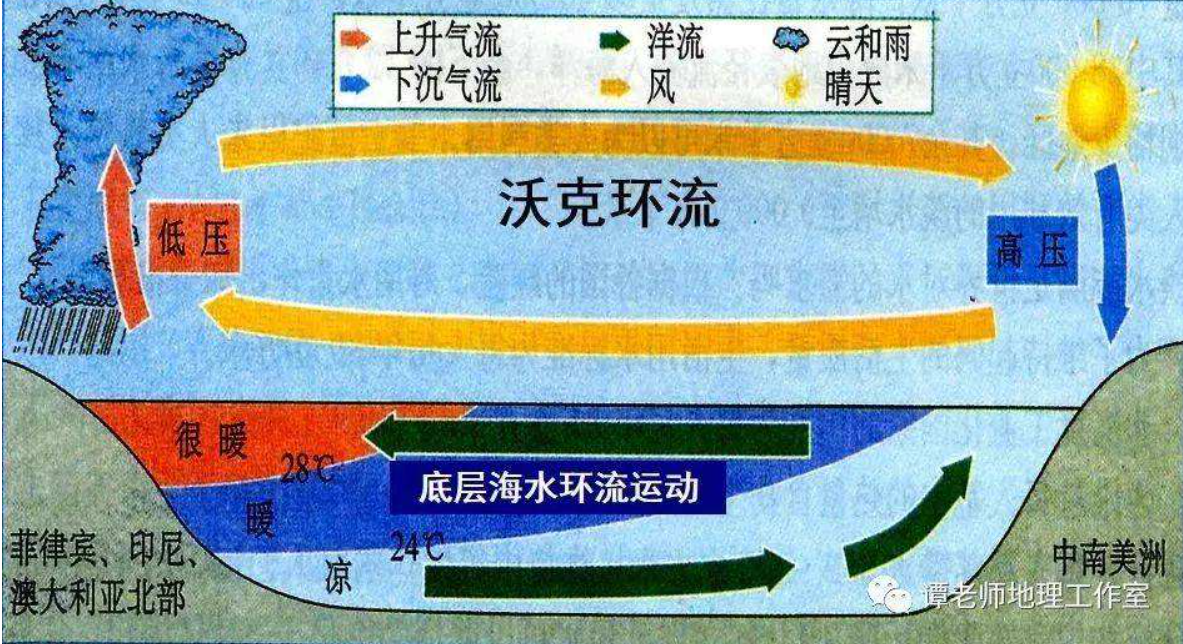 上升气流
洋流
云和雨
下沉气流
风
晴天
沃克环流
低压
高压
很暖
28℃
底层海水环流运动
暖
24℃
凉
菲律宾、印尼、
澳大利亚北部
中南美洲
谭老师地理工作室